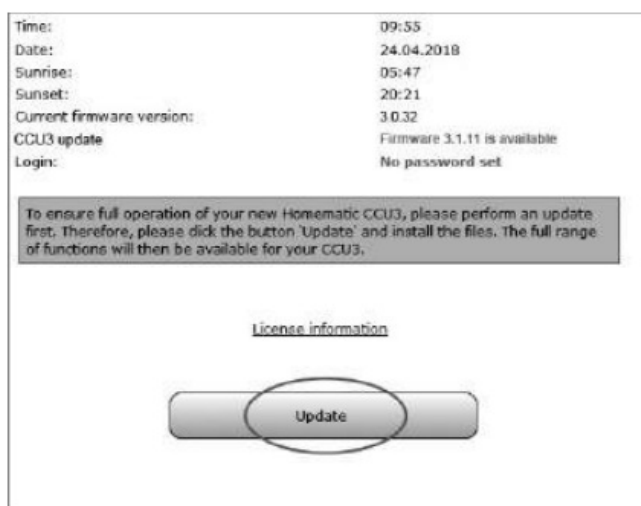 Time: 09:55
Date: 24.04.2018
Sunrise: 05:47
Sunset: 20:21
Current firmware version: 3.0.32
CCU3 update Firmware 3.1.11 is available
Login: No password set
To ensure full operation of your new Homematic CCU3, please perform an update
first. Therefore, please click the button 'Update' and install the files. The full range
of functions will then be available for your CCU3.
License information
Update